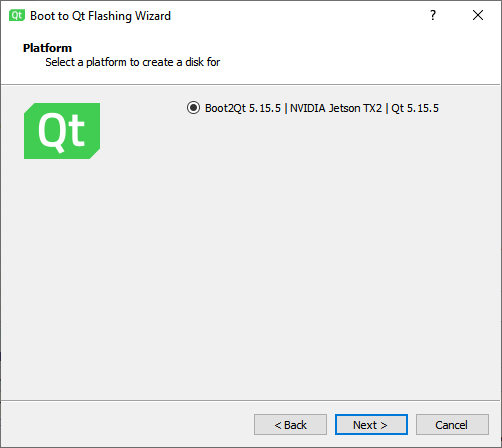 Qt Boot to Qt Flashing Wizard ?
Platform
Select a platform to create a disk for
Qt
Boot2Qt 5.15.5 | NVIDIA Jetson TX2 | Qt 5.15.5
< Back Next > Cancel